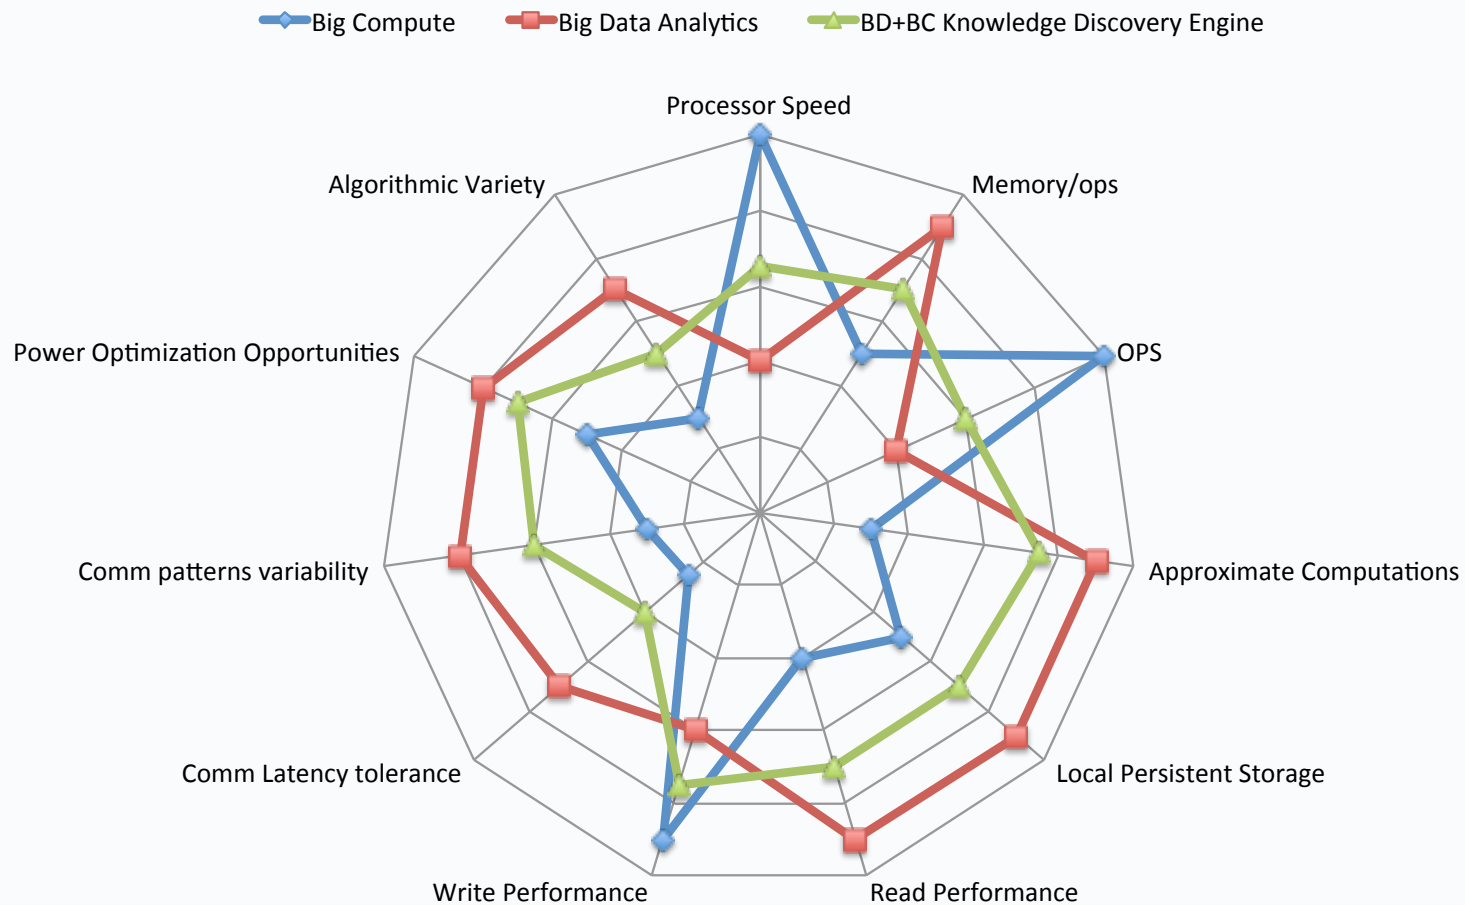 Big Compute Big Data Analytics BD+BC Knowledge Discovery Engine
Processor Speed
Algorithmic Variety
Memory/ops
Power Optimization Opportunities
OPS
Comm patterns variability
Approximate Computations
Comm Latency tolerance
Local Persistent Storage
Write Performance
Read Performance